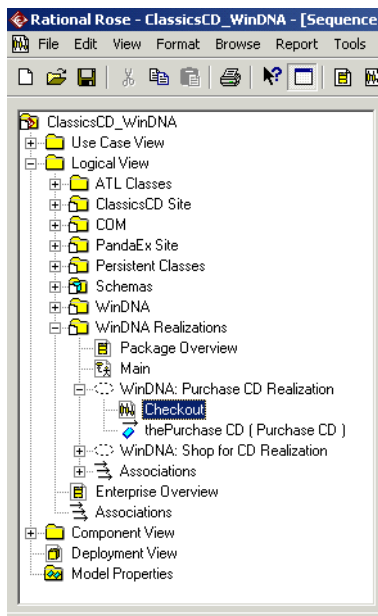 Rational Rose - ClassicsCD_WinDNA - [Sequence
File Edit View Format Browse Report Tools
ClassicsCD_WinDNA
Use Case View
Logical View
ATL Classes
ClassicsCD Site
COM
PandaEx Site
Persistent Classes
Schemas
WinDNA
WinDNA Realizations
Package Overview
Main
WinDNA: Purchase CD Realization
Checkout
thePurchase CD ( Purchase CD )
WinDNA: Shop for CD Realization
Associations
Enterprise Overview
Associations
Component View
Deployment View
Model Properties